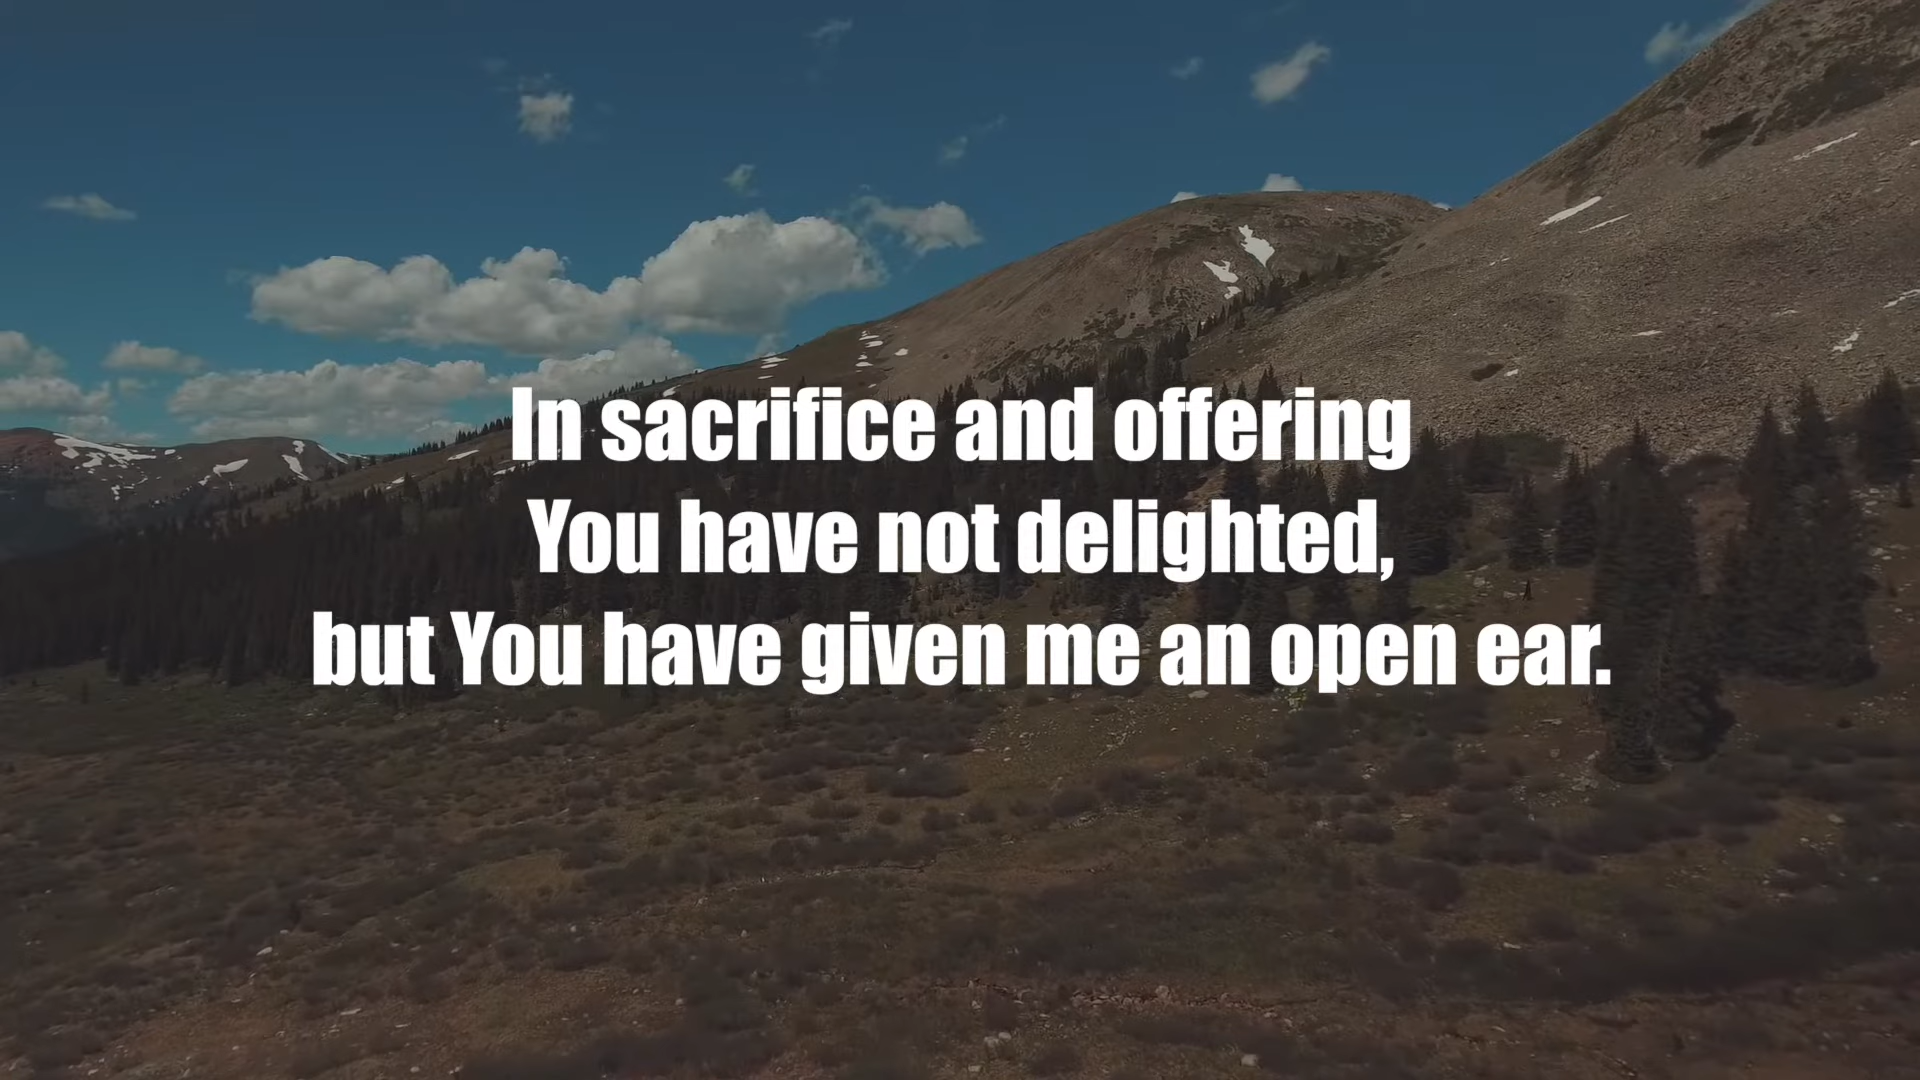 In sacrifice and offering
You have not delighted,
but You have given me an open ear.